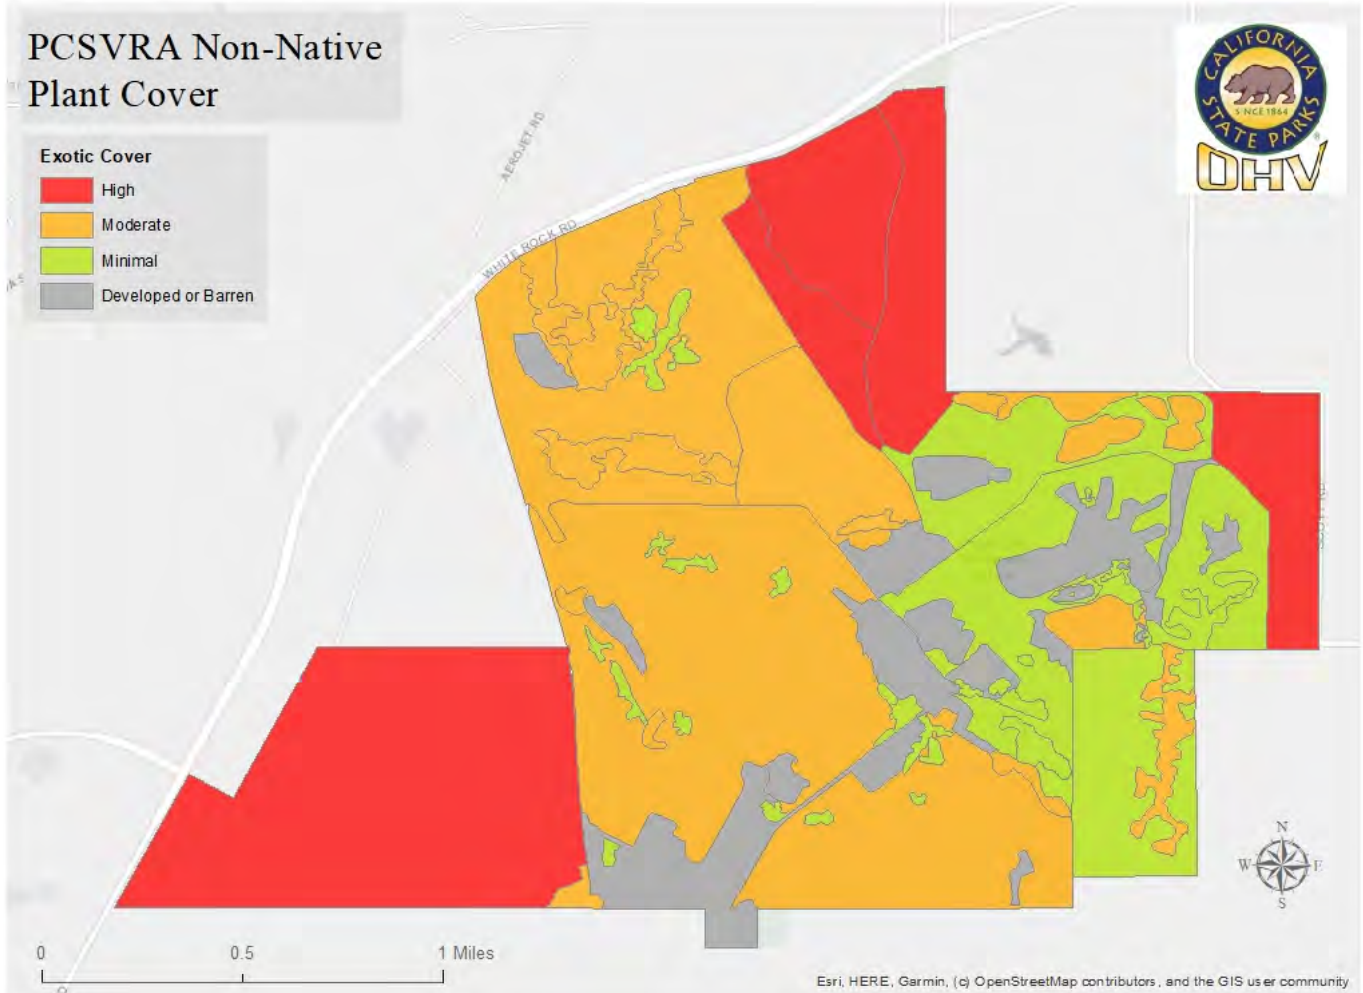 PCSVRA Non-Native
Plant Cover
Exotic Cover
High
Moderate
Minimal
Developed or Barren
AEROJET RD
WHITE ROCK RD
CALIFORNIA
SINCE 1864
STATE PARKS
®
OHV
N
W E
S
0 0.5 1 Miles
Esri, HERE, Garmin, (c) OpenStreetMap contributors, and the GIS user community